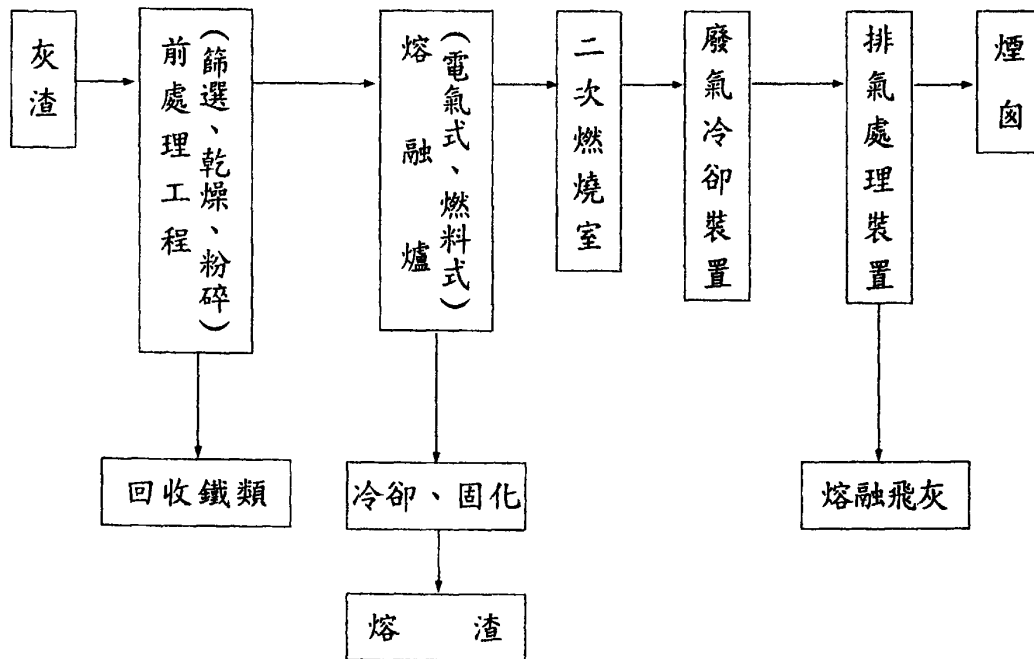 灰渣
前處理工程
(篩選、乾燥、粉碎)
熔融爐
(電氣式、燃料式)
二次燃燒室
廢氣冷卻裝置
排氣處理裝置
煙囪
回收鐵類
冷卻、固化
熔融飛灰
熔渣